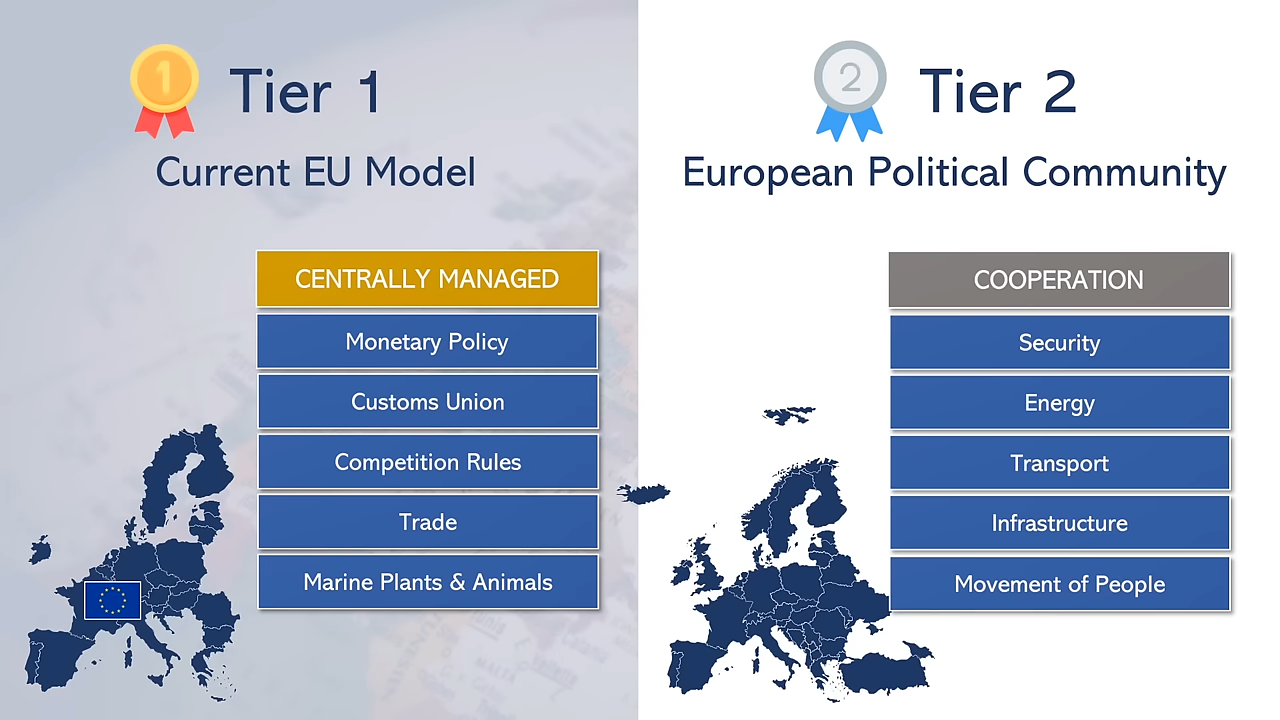 1
Tier 1
Current EU Model
CENTRALLY MANAGED
Monetary Policy
Customs Union
Competition Rules
Trade
Marine Plants & Animals
2
Tier 2
European Political Community
COOPERATION
Security
Energy
Transport
Infrastructure
Movement of People